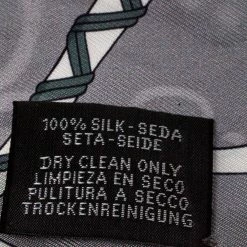 100% SILK-SEDA
SETA-SEIDE
DRY CLEAN ONLY
LIMPIEZA EN SECO
PULITURA A SECCO
TROCKENREINIGUNG